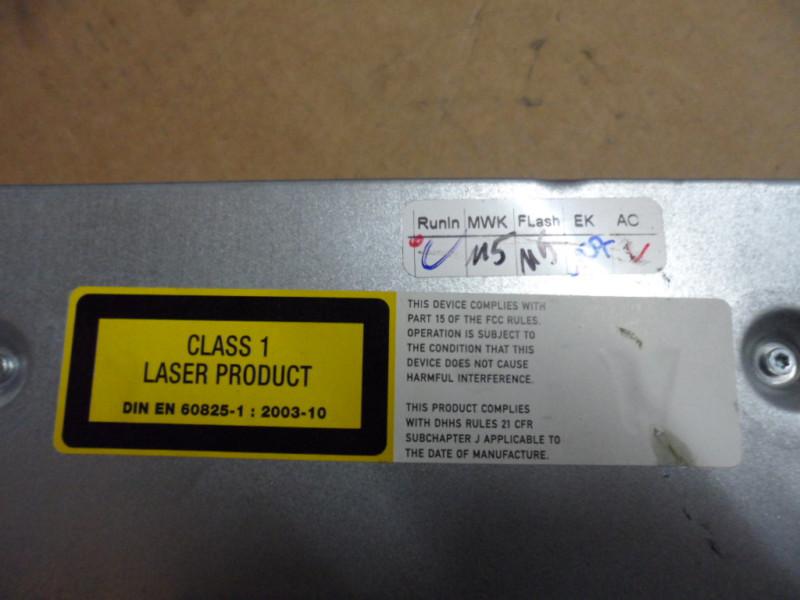 RunIn MWK FLash EK AC
M5 M5
CLASS 1
LASER PRODUCT
DIN EN 60825-1 : 2003-10
THIS DEVICE COMPLIES WITH
PART 15 OF THE FCC RULES.
OPERATION IS SUBJECT TO
THE CONDITION THAT THIS
DEVICE DOES NOT CAUSE
HARMFUL INTERFERENCE.
THIS PRODUCT COMPLIES
WITH DHHS RULES 21 CFR
SUBCHAPTER J APPLICABLE TO
THE DATE OF MANUFACTURE.